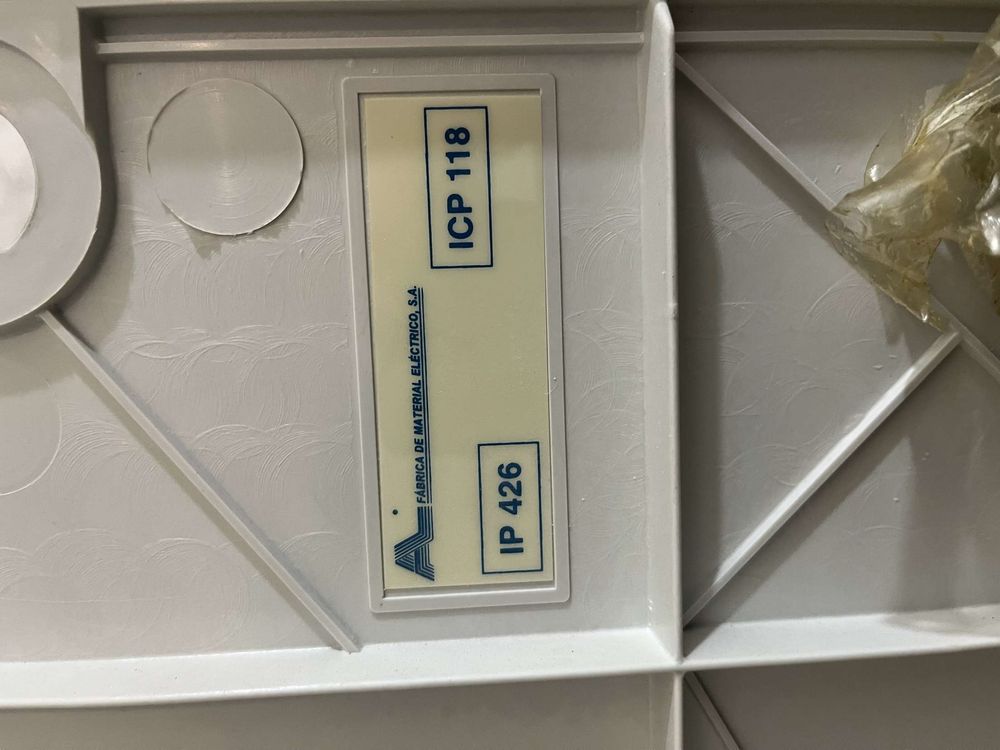 ICP 118
FÁBRICA DE MATERIAL ELÉCTRICO, S.A.
IP 426